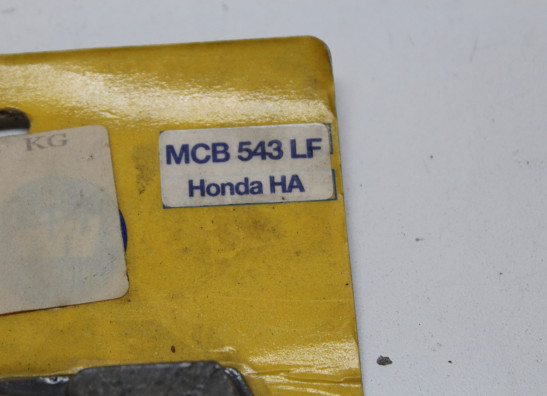 KG
MCB 543 LF
Honda HA